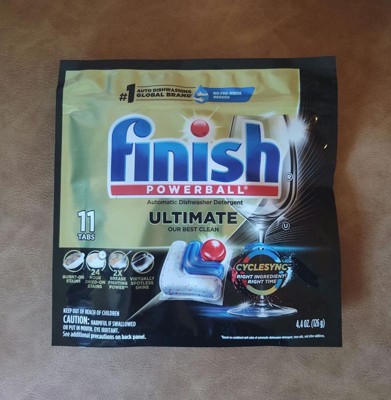 #1 AUTO DISHWASHING
GLOBAL BRAND*
NO PRE-RINSE
NEEDED
finish
POWERBALL®
Automatic Dishwasher Detergent
ULTIMATE
OUR BEST CLEAN
11
TABS
BURNT-ON
STAINS
24
HOUR
DRIED-ON
STAINS
2X
GREASE
FIGHTING
POWER**
VIRTUALLY
SPOTLESS
SHINE
CYCLESYNC™
RIGHT INGREDIENT
RIGHT TIME
U
KEEP OUT OF REACH OF CHILDREN
CAUTION: HARMFUL IF SWALLOWED
OR PUT IN MOUTH, EYE IRRITANT.
See additional precautions on back panel.
4.4 OZ. (126g)